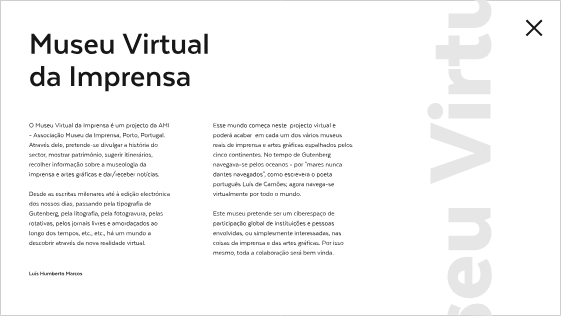 Museu Virtual
da Imprensa
O Museu Virtual da Imprensa é um projecto da AMI
- Associação Museu da Imprensa, Porto, Portugal.
Através dele, pretende-se divulgar a história do
sector, mostrar património, sugerir itinerários,
recolher informação sobre a museologia da
imprensa e artes gráficas e dar/receber notícias.
Desde as escritas milenares até à edição electrónica
dos nossos dias, passando pela tipografia de
Gutenberg, pela litografia, pela fotogravura, pelas
rotativas, pelos jornais livres e amordaçados ao
longo dos tempos, etc., etc., há um mundo a
descobrir através da nova realidade virtual.
Luís Humberto Marcos
Esse mundo começa neste projecto virtual e
poderá acabar em cada um dos vários museus
reais de imprensa e artes gráficas espalhados pelos
cinco continentes. No tempo de Gutenberg
navegava-se pelos oceanos - por "mares nunca
dantes navegados", como escrevera o poeta
português Luís de Camões; agora navega-se
virtualmente por todo o mundo.
Este museu pretende ser um ciberespaço de
participação global de instituições e pessoas
envolvidas, ou simplesmente interessadas, nas
coisas da imprensa e das artes gráficas. Por isso
mesmo, toda a colaboração será bem vinda.
seu Virtu